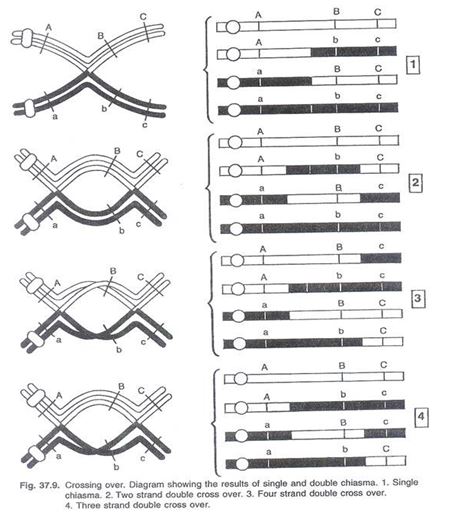 A B C
a b c
A B C
A b c
a B C
a b c
1
A B C
a b c
A B C
A b C
a B c
a b c
2
A B C
a b c
A B c
A b c
a B C
a b C
3
A B C
a b c
A B C
A b c
a B c
a b C
4
Fig. 37.9. Crossing over. Diagram showing the results of single and double chiasma. 1. Single
chiasma. 2. Two strand double cross over. 3. Four strand double cross over.
4. Three strand double cross over.